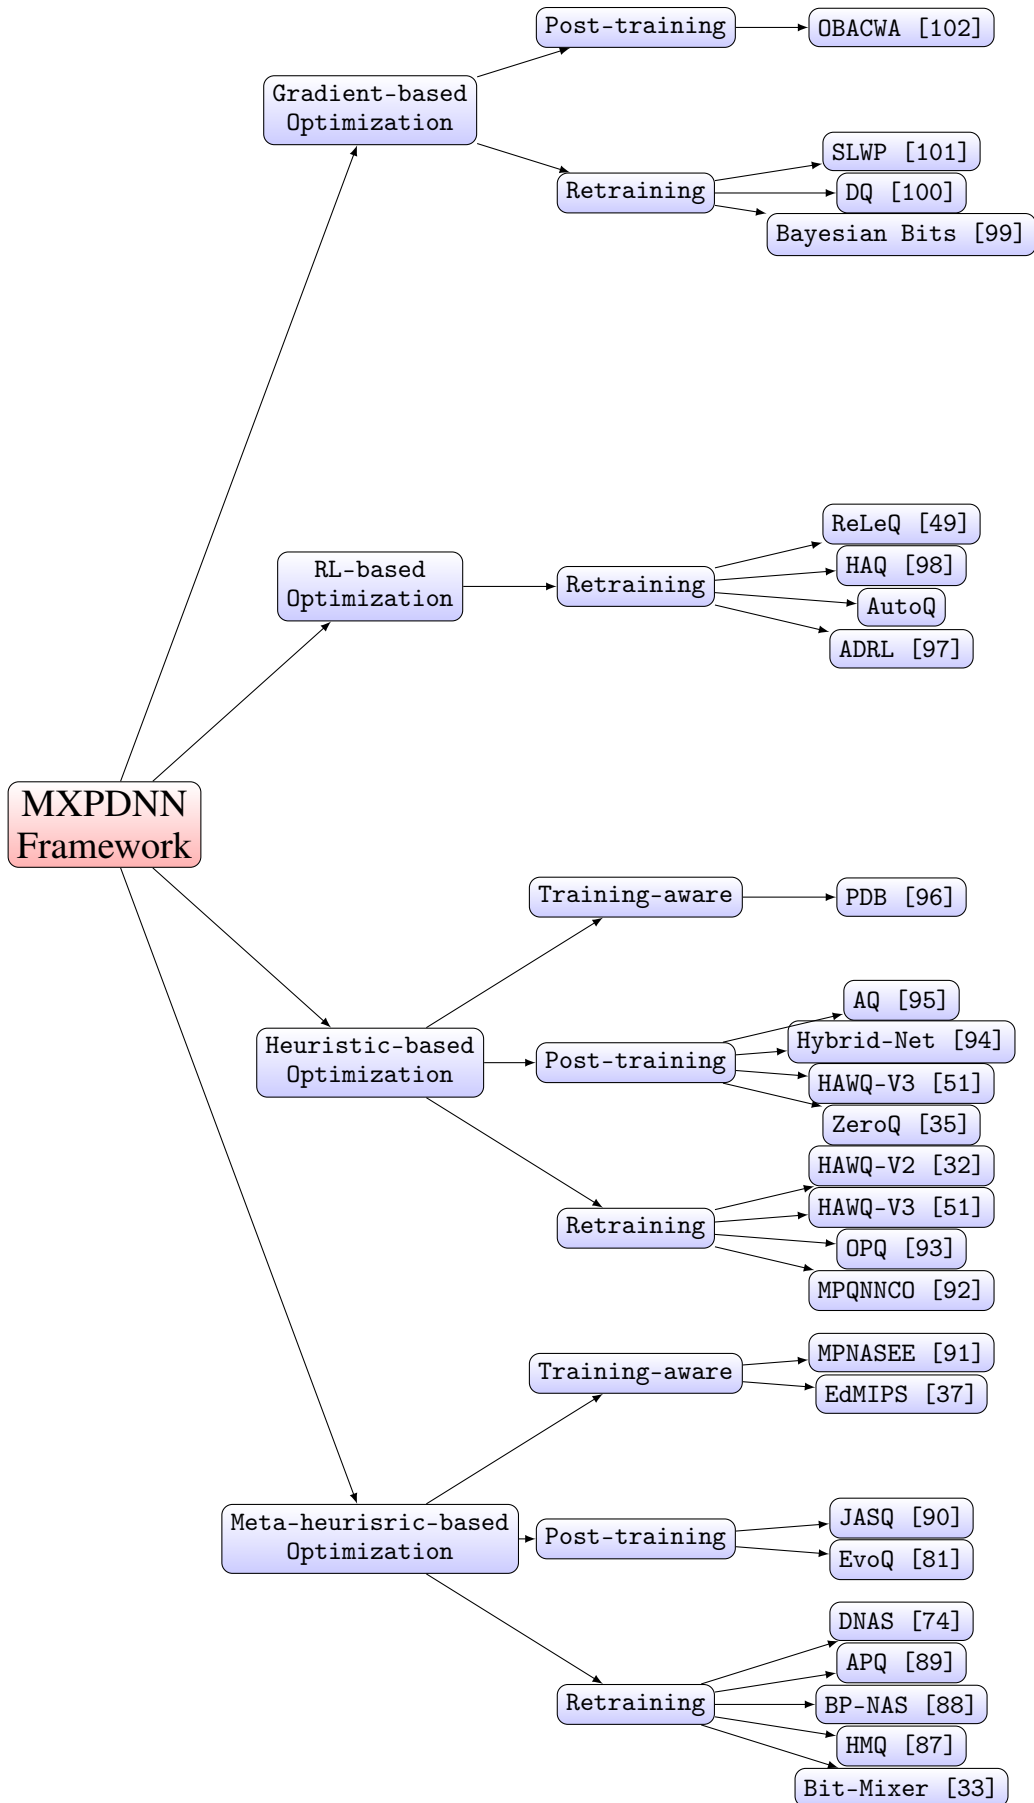 Post-training
OBACWA [102]
Gradient-based
Optimization
SLWP [101]
Retraining
DQ [100]
Bayesian Bits [99]
ReLeQ [49]
RL-based
Optimization
Retraining
HAQ [98]
AutoQ
ADRL [97]
MXPDNN
Framework
Training-aware
PDB [96]
Heuristic-based
Optimization
Post-training
AQ [95]
Hybrid-Net [94]
HAWQ-V3 [51]
ZeroQ [35]
Retraining
HAWQ-V2 [32]
HAWQ-V3 [51]
OPQ [93]
MPQNNCO [92]
Training-aware
MPNASEE [91]
EdMIPS [37]
Meta-heurisric-based
Optimization
Post-training
JASQ [90]
EvoQ [81]
Retraining
DNAS [74]
APQ [89]
BP-NAS [88]
HMQ [87]
Bit-Mixer [33]